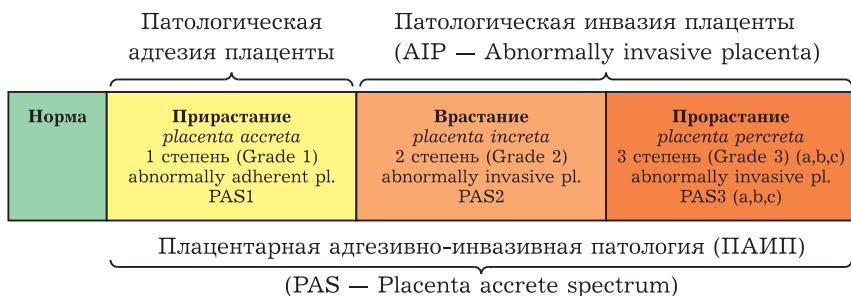 Патологическая
адгезия плаценты
Патологическая инвазия плаценты
(AIP — Abnormally invasive placenta)
Норма
Прирастание
placenta accreta
1 степень (Grade 1)
abnormally adherent pl.
PAS1
Врастание
placenta increta
2 степень (Grade 2)
abnormally invasive pl.
PAS2
Прорастание
placenta percreta
3 степень (Grade 3) (a,b,c)
abnormally invasive pl.
PAS3 (a,b,c)
Плацентарная адгезивно-инвазивная патология (ПАИП)
(PAS — Placenta accrete spectrum)